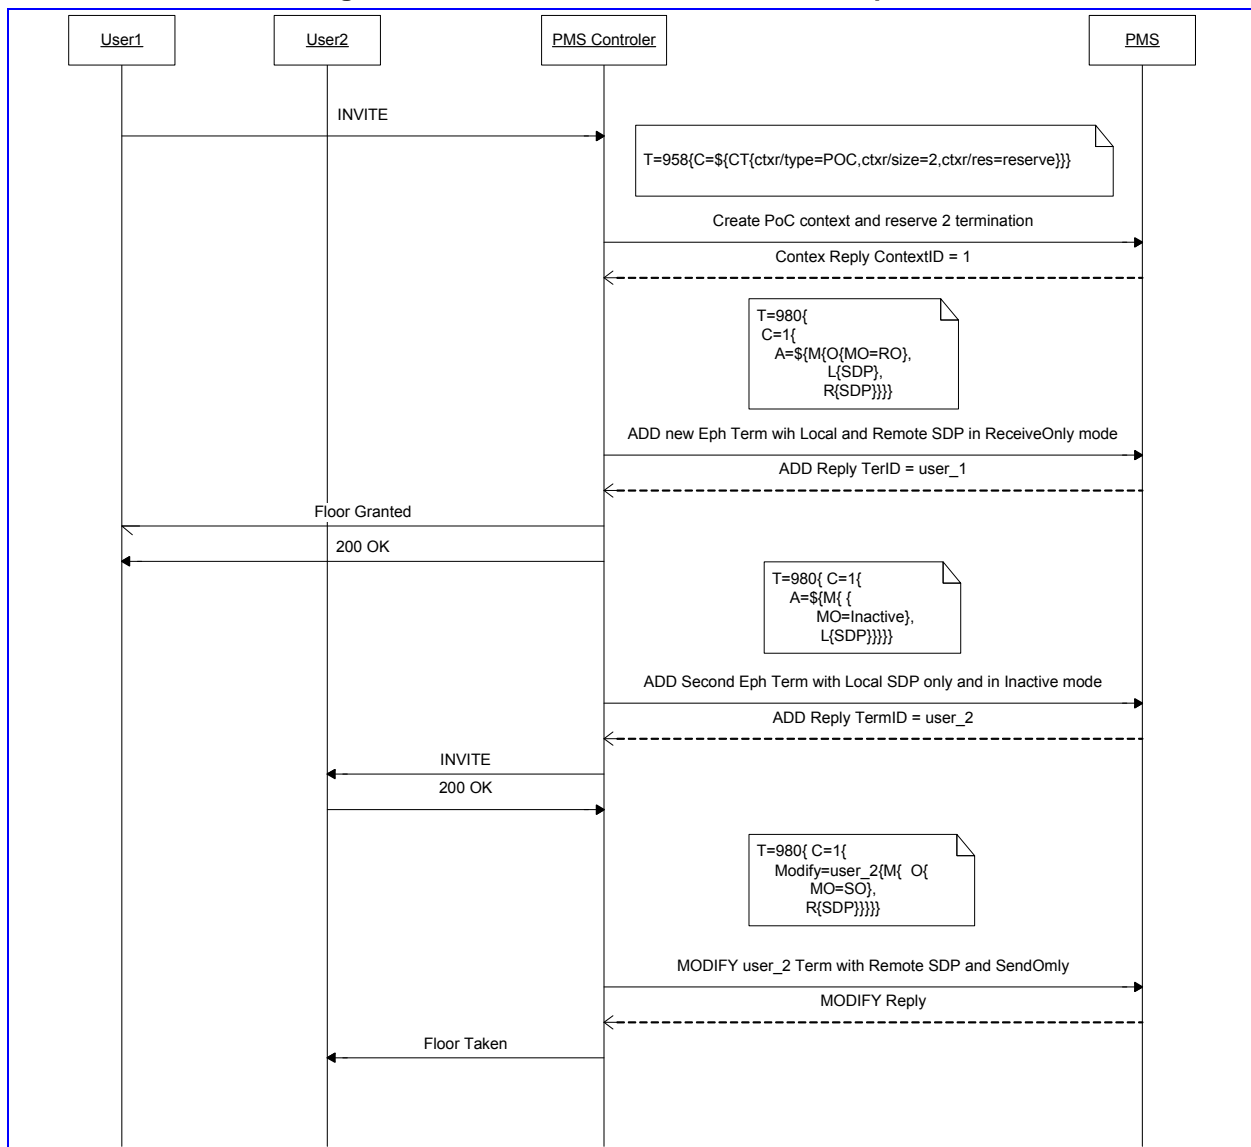 User1
User2
PMS Controler
PMS
INVITE
T=958{C=${CT{ctxr/type=POC,ctxr/size=2,ctxr/res=reserve}}}
Create PoC context and reserve 2 termination
Contex Reply ContextID = 1
T=980{
C=1{
A=${M{O{MO=RO},
L{SDP},
R{SDP}}}}
ADD new Eph Term wih Local and Remote SDP in ReceiveOnly mode
ADD Reply TerID = user_1
Floor Granted
200 OK
T=980{ C=1{
A=${M{ {
MO=Inactive},
L{SDP}}}}}
ADD Second Eph Term with Local SDP only and in Inactive mode
ADD Reply TermID = user_2
INVITE
200 OK
T=980{ C=1{
Modify=user_2{M{  O{
MO=SO},
R{SDP}}}}}
MODIFY user_2 Term with Remote SDP and SendOmly
MODIFY Reply
Floor Taken